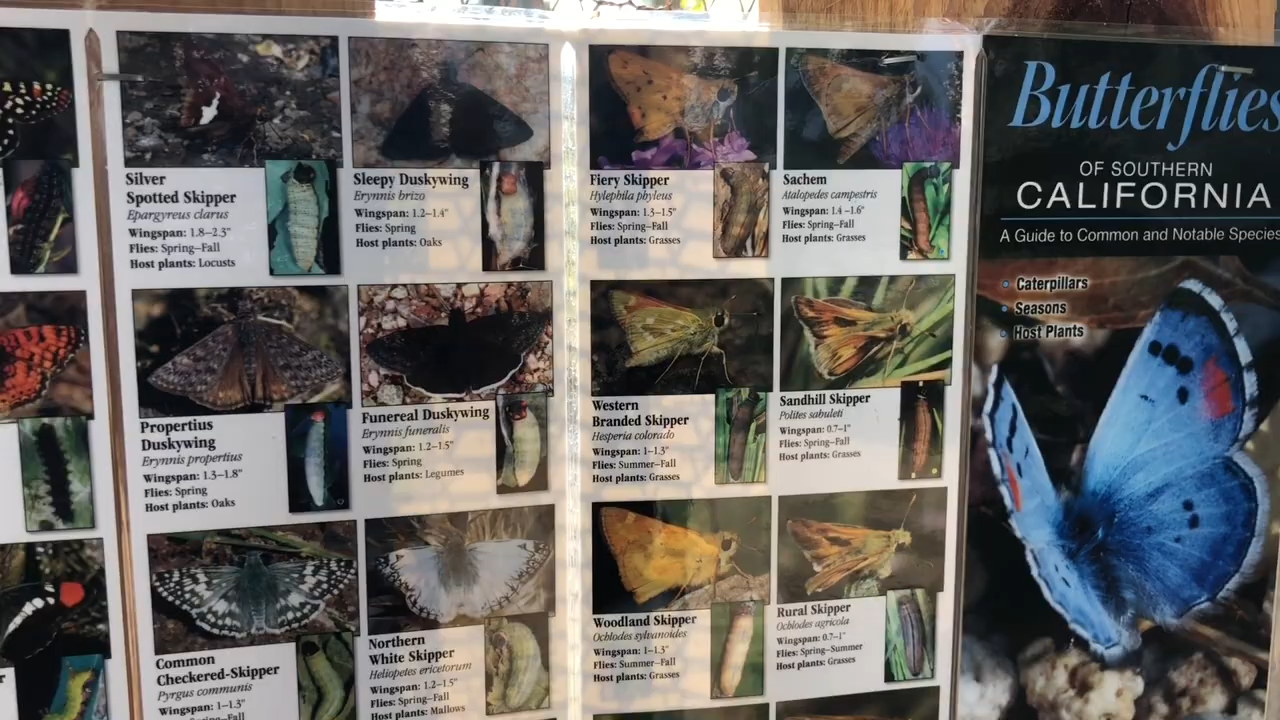 Silver
Spotted Skipper
Epargyreus clarus
Wingspan: 1.8–2.3"
Flies: Spring–Fall
Host plants: Locusts
Sleepy Duskywing
Erynnis brizo
Wingspan: 1.2–1.4"
Flies: Spring
Host plants: Oaks
Propertius
Duskywing
Erynnis propertius
Wingspan: 1.3–1.8"
Flies: Spring
Host plants: Oaks
Funereal Duskywing
Erynnis funeralis
Wingspan: 1.2–1.5"
Flies: Spring
Host plants: Legumes
Common
Checkered-Skipper
Pyrgus communis
Wingspan: 1–1.3"
Spring–Fall
Northern
White Skipper
Heliopetes ericetorum
Wingspan: 1.2–1.5"
Flies: Spring–Fall
Host plants: Mallows
Fiery Skipper
Hylephila phyleus
Wingspan: 1.3–1.5"
Flies: Spring–Fall
Host plants: Grasses
Sachem
Atalopedes campestris
Wingspan: 1.4–1.6"
Flies: Spring–Fall
Host plants: Grasses
Western
Branded Skipper
Hesperia colorado
Wingspan: 1–1.3"
Flies: Summer–Fall
Host plants: Grasses
Sandhill Skipper
Polites sabuleti
Wingspan: 0.7–1"
Flies: Spring–Fall
Host plants: Grasses
Woodland Skipper
Ochlodes sylvanoides
Wingspan: 1–1.3"
Flies: Summer–Fall
Host plants: Grasses
Rural Skipper
Ochlodes agricola
Wingspan: 0.7–1"
Flies: Spring–Summer
Host plants: Grasses
Butterflies
OF SOUTHERN
CALIFORNIA
A Guide to Common and Notable Species
• Caterpillars
• Seasons
• Host Plants